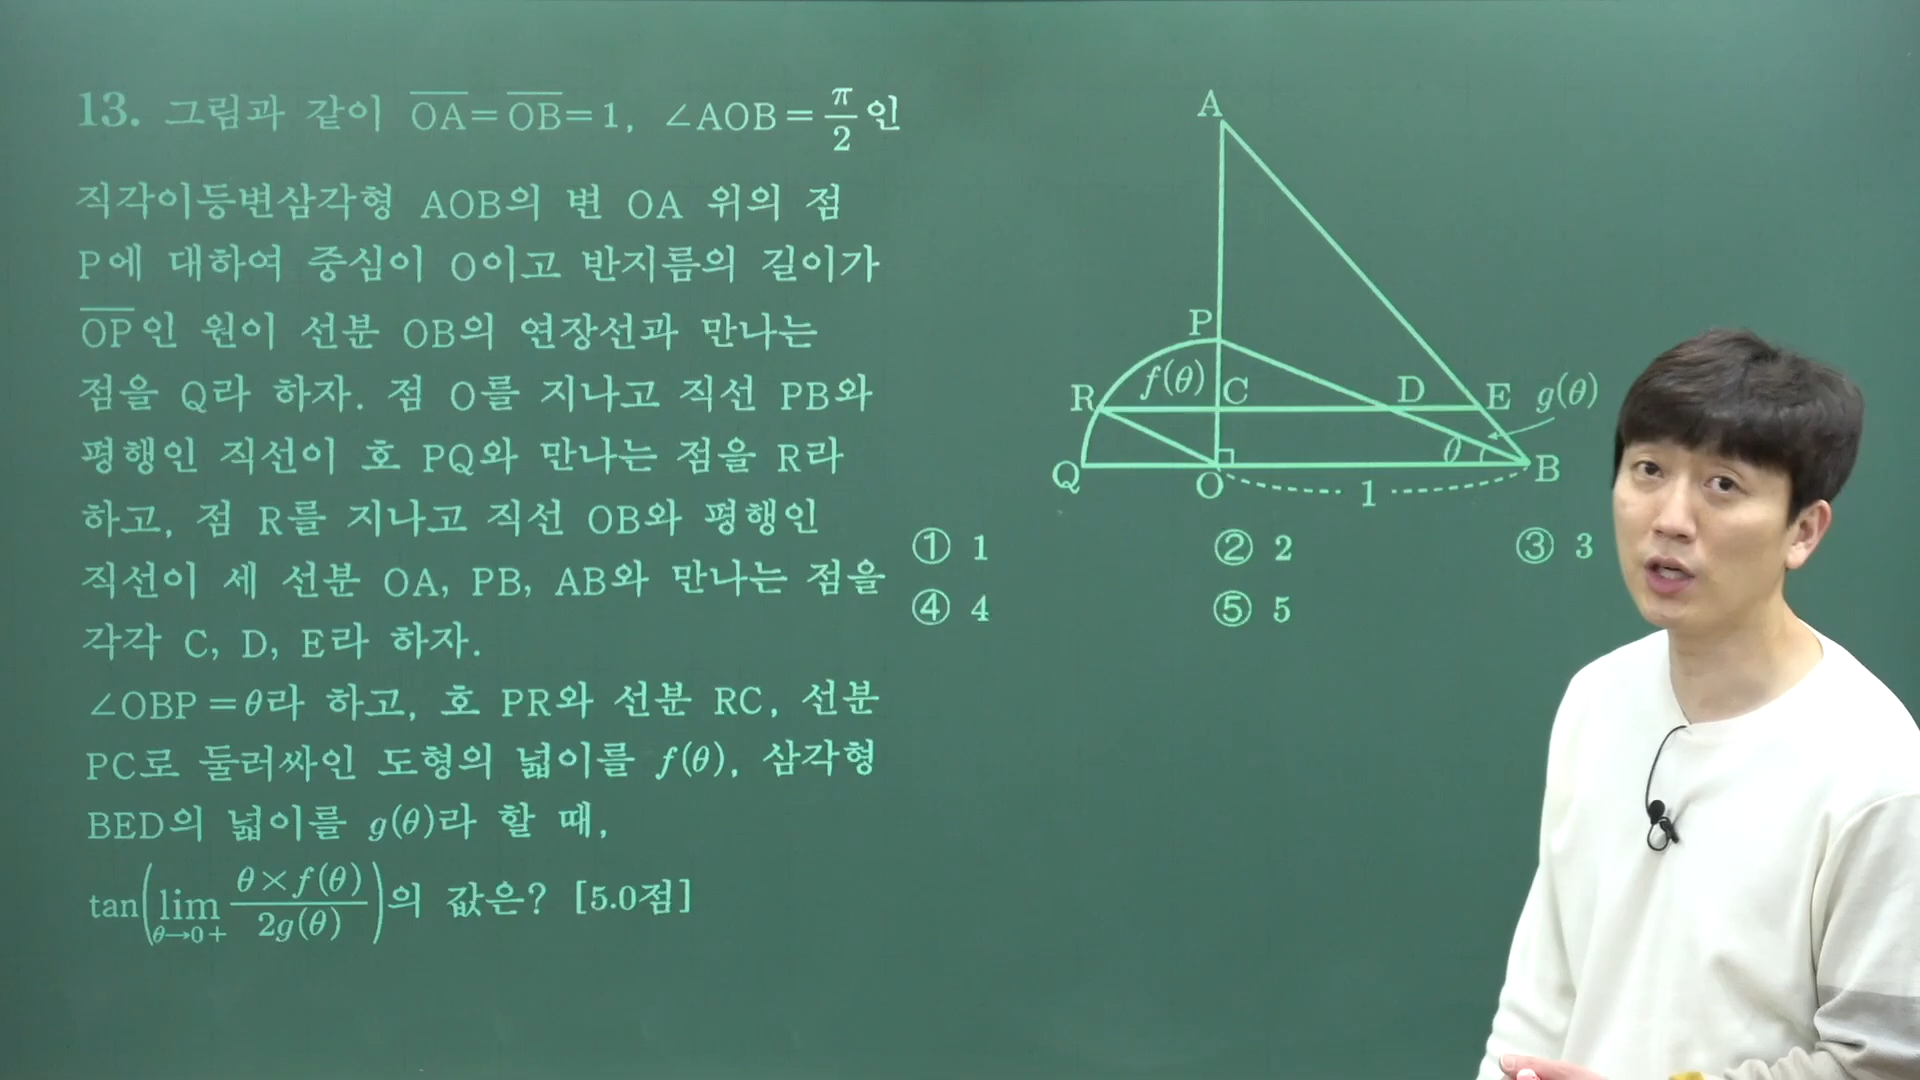 13. 그림과 같이 OA=OB=1, ∠AOB=π/2인
직각이등변삼각형 AOB의 변 OA 위의 점
P에 대하여 중심이 O이고 반지름의 길이가
OP인 원이 선분 OB의 연장선과 만나는
점을 Q라 하자. 점 O를 지나고 직선 PB와
평행인 직선이 호 PQ와 만나는 점을 R라
하고, 점 R를 지나고 직선 OB와 평행인
직선이 세 선분 OA, PB, AB와 만나는 점을
각각 C, D, E라 하자.
∠OBP=θ라 하고, 호 PR와 선분 RC, 선분
PC로 둘러싸인 도형의 넓이를 f(θ), 삼각형
BED의 넓이를 g(θ)라 할 때,
tan(lim θ→0+ θ×f(θ)/2g(θ))의 값은? [5.0점]
A
P
f(θ)
R
C
D
E
g(θ)
θ
Q
O
1
B
① 1
② 2
③ 3
④ 4
⑤ 5